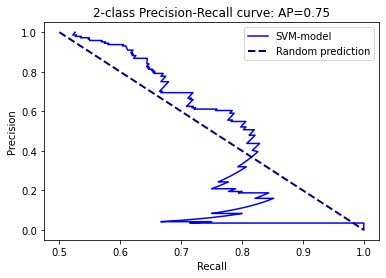 2-class Precision-Recall curve: AP=0.75
SVM-model
Random prediction
Precision
1.0
0.8
0.6
0.4
0.2
0.0
0.5 0.6 0.7 0.8 0.9 1.0
Recall